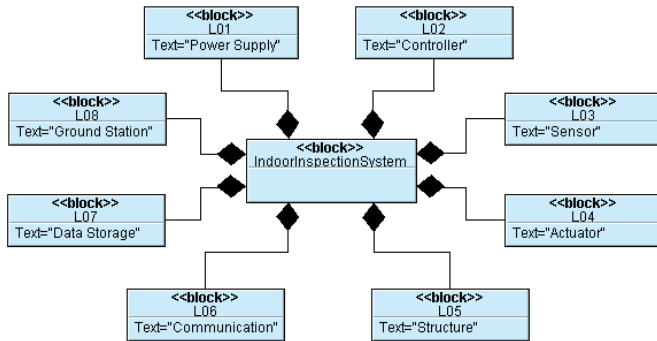 <<block>>
L01
Text="Power Supply"
<<block>>
L02
Text="Controller"
<<block>>
L08
Text="Ground Station"
<<block>>
L03
Text="Sensor"
<<block>>
IndoorInspectionSystem
<<block>>
L07
Text="Data Storage"
<<block>>
L04
Text="Actuator"
<<block>>
L06
Text="Communication"
<<block>>
L05
Text="Structure"